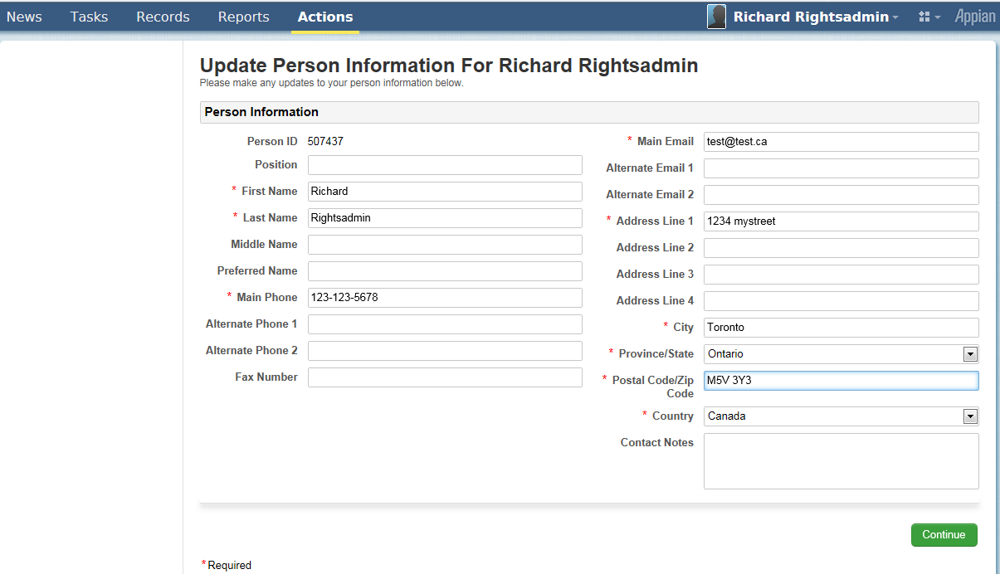 News Tasks Records Reports Actions Richard Rightsadmin Appian
Update Person Information For Richard Rightsadmin
Please make any updates to your person information below.
Person Information
Person ID 507437
Position
* First Name Richard
* Last Name Rightsadmin
Middle Name
Preferred Name
* Main Phone 123-123-5678
Alternate Phone 1
Alternate Phone 2
Fax Number
* Main Email test@test.ca
Alternate Email 1
Alternate Email 2
* Address Line 1 1234 mystreet
Address Line 2
Address Line 3
Address Line 4
* City Toronto
* Province/State Ontario
* Postal Code/Zip M5V 3Y3
Code
* Country Canada
Contact Notes
Continue
* Required